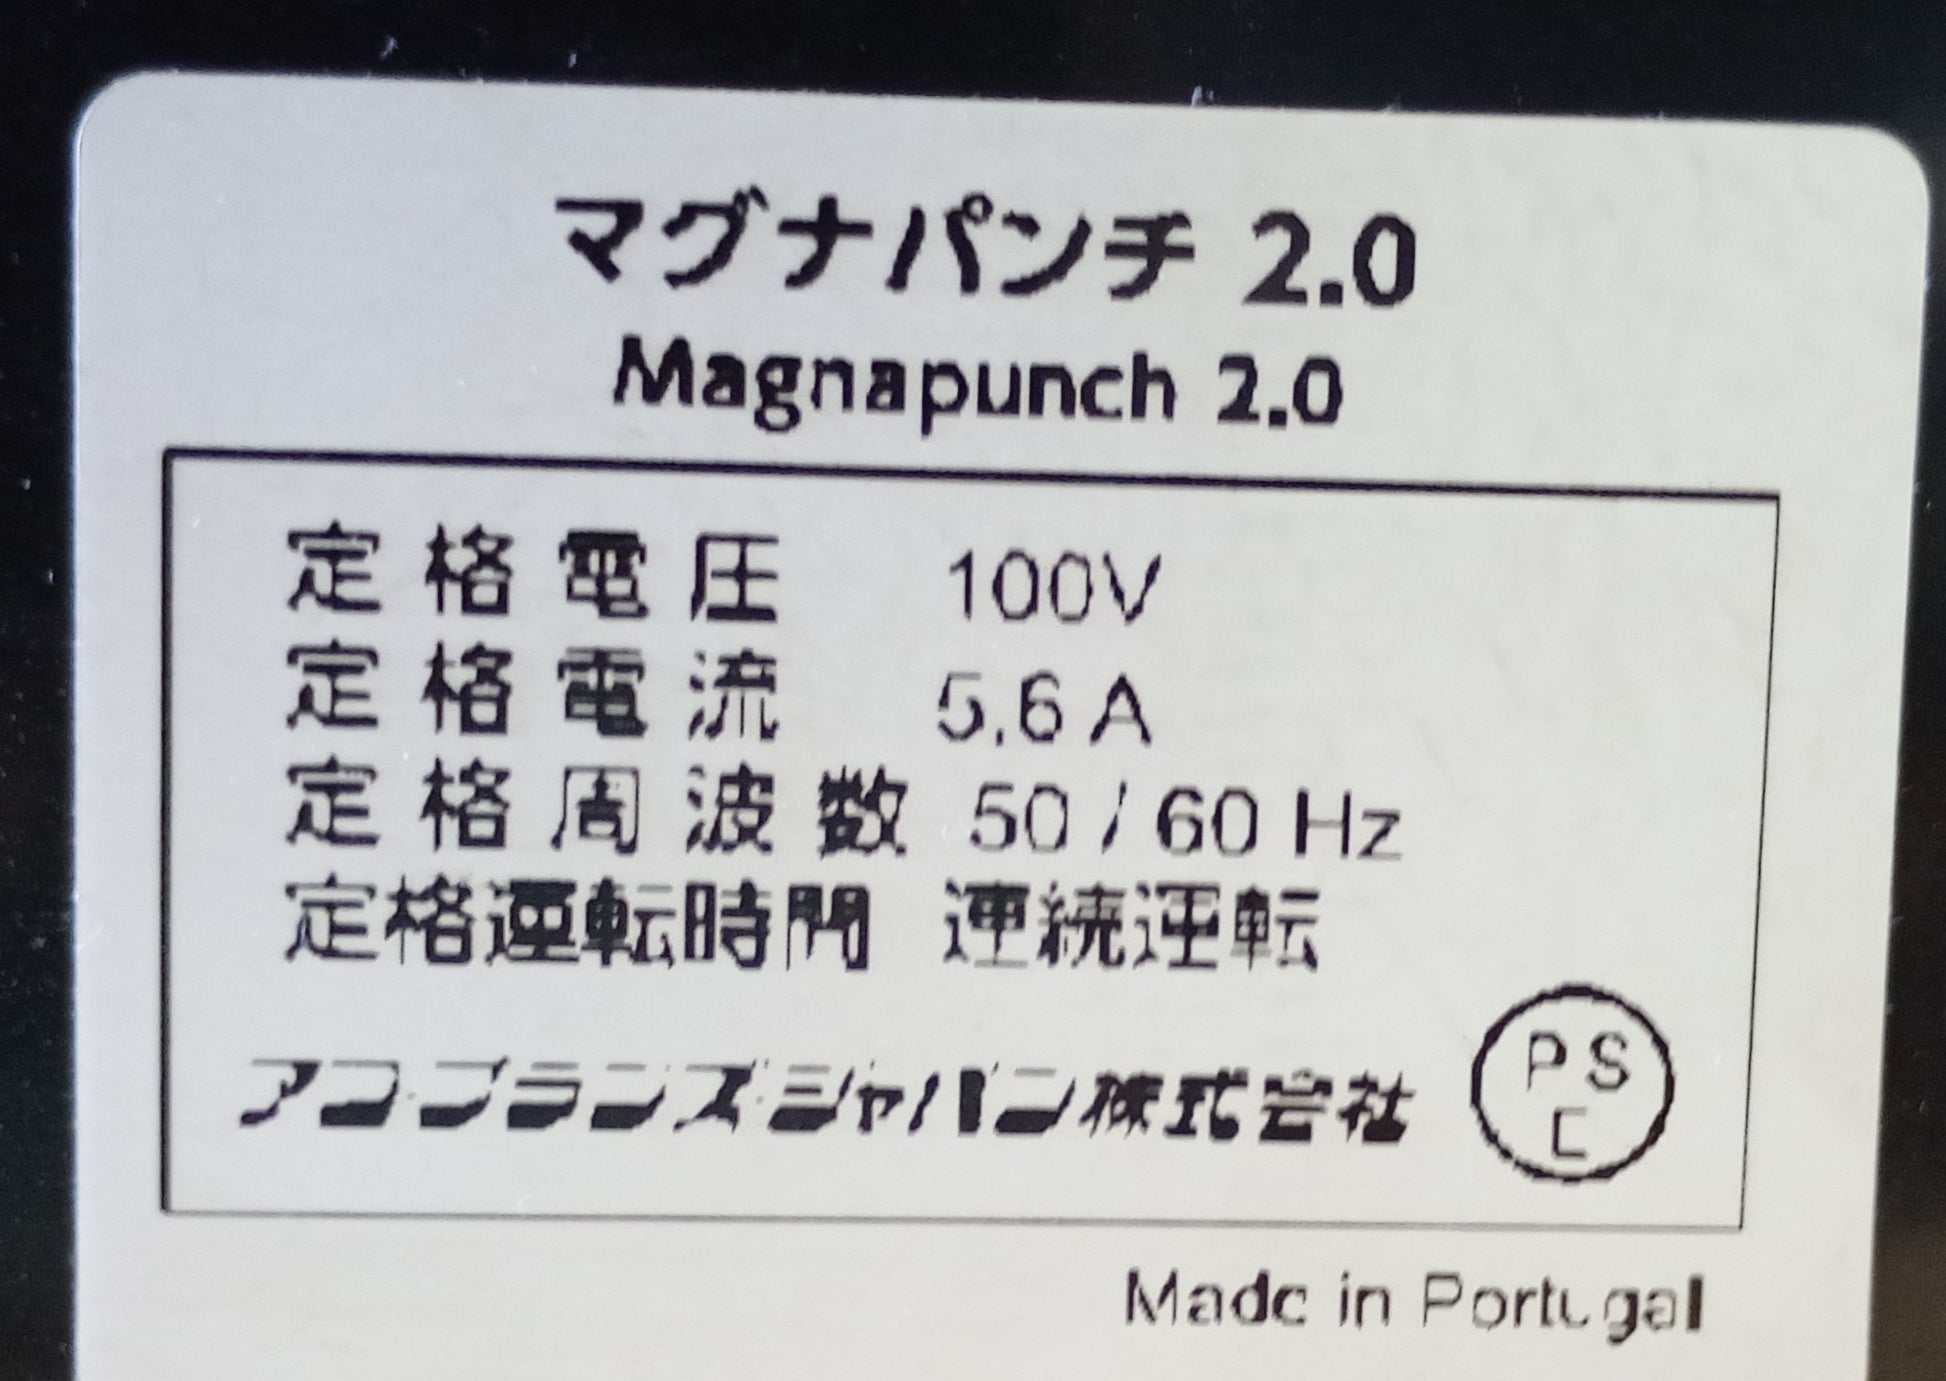 マグナパンチ 2.0
Magnapunch 2.0
定格電圧 100V
定格電流 5.6 A
定格周波数 50 / 60 Hz
定格運転時間 連続運転
アコ・ブランズ・ジャパン株式会社
P S
E
Made in Portugal